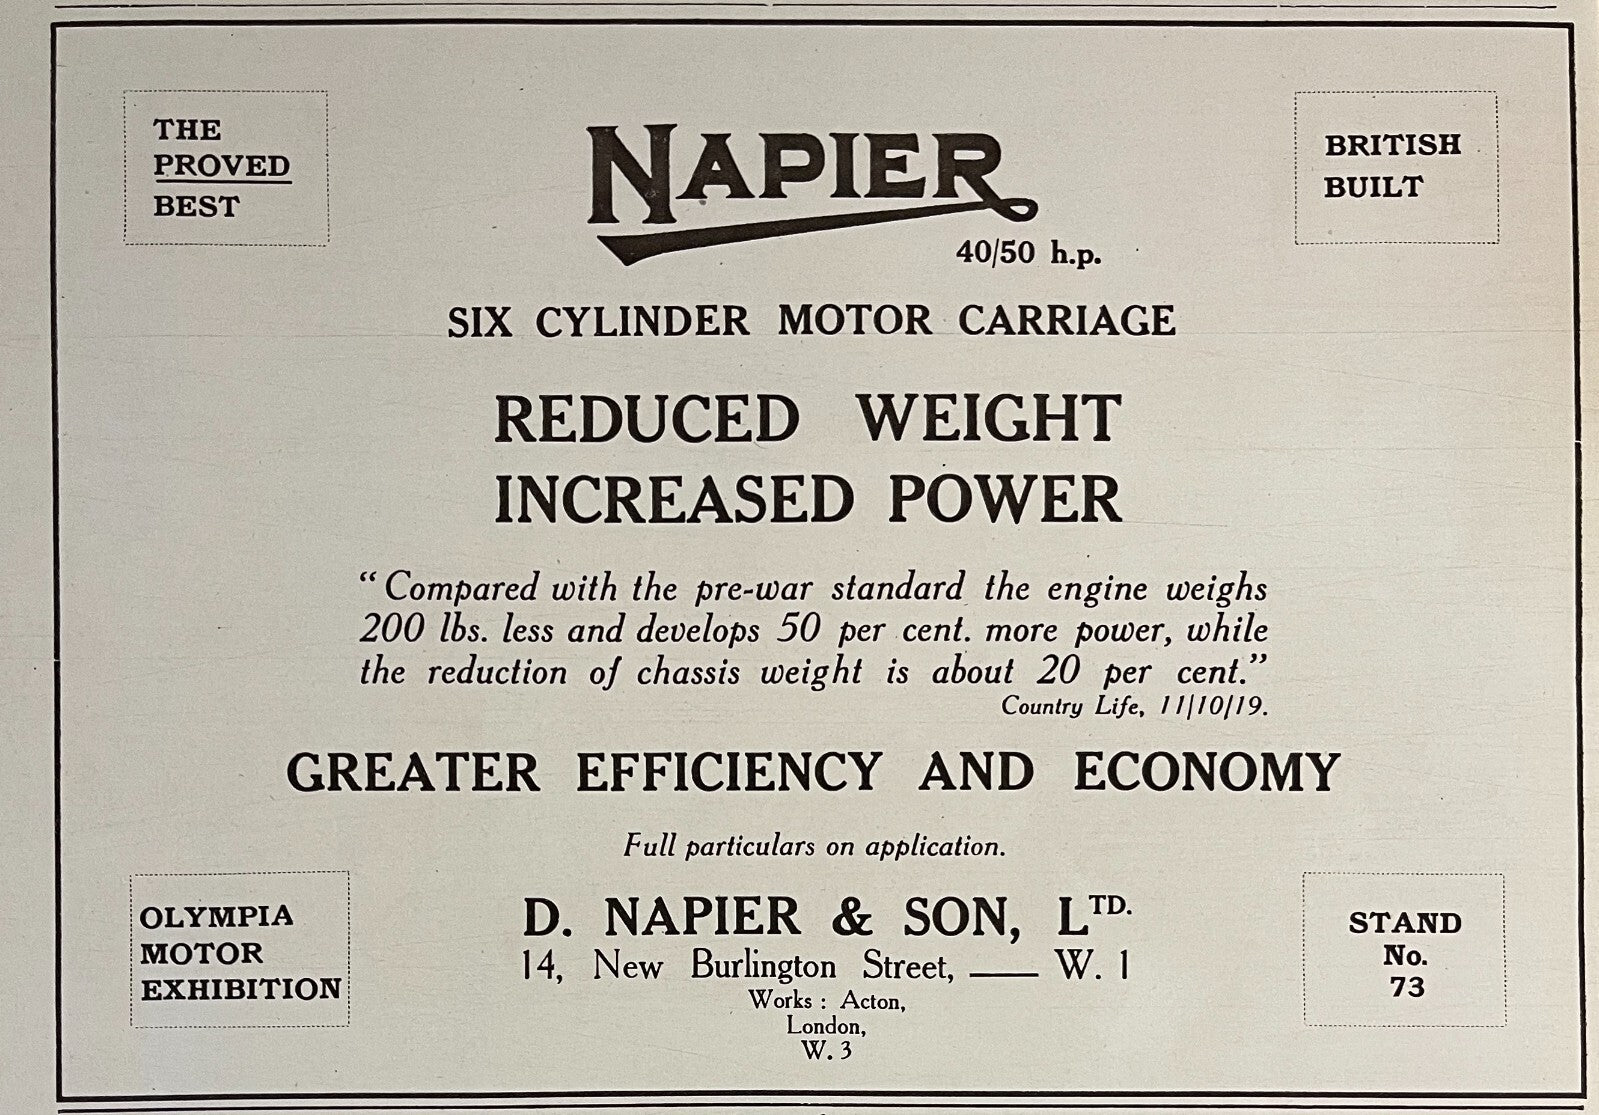 THE
PROVED
BEST
NAPIER
40/50 h.p.
BRITISH
BUILT
SIX CYLINDER MOTOR CARRIAGE
REDUCED WEIGHT
INCREASED POWER
“Compared with the pre-war standard the engine weighs
200 lbs. less and develops 50 per cent. more power, while
the reduction of chassis weight is about 20 per cent.”
Country Life, 11/10/19.
GREATER EFFICIENCY AND ECONOMY
Full particulars on application.
OLYMPIA
MOTOR
EXHIBITION
D. NAPIER & SON, LTD.
14, New Burlington Street, —— W. 1
Works : Acton,
London,
W. 3
STAND
No.
73